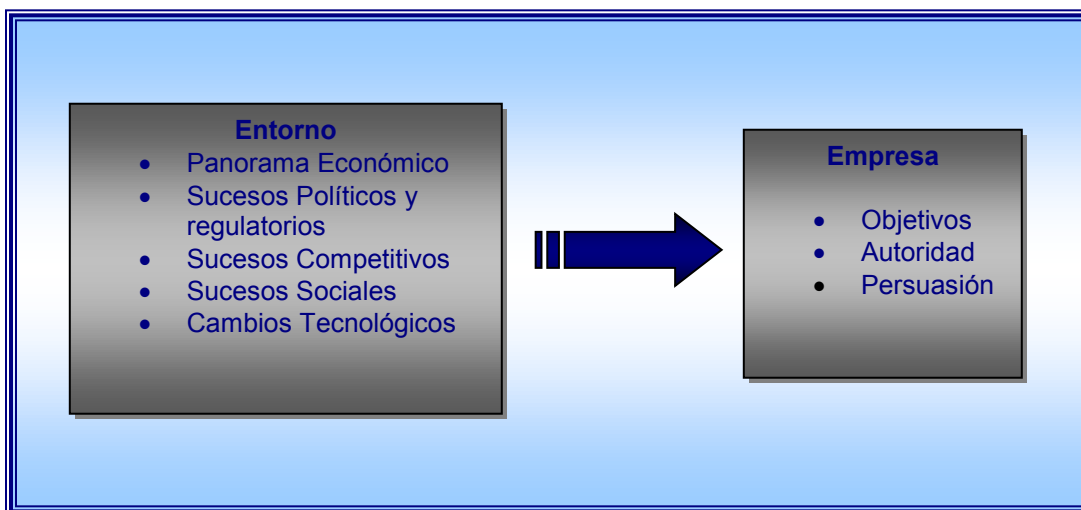 Entorno
• Panorama Económico
• Sucesos Políticos y
regulatorios
• Sucesos Competitivos
• Sucesos Sociales
• Cambios Tecnológicos
Empresa
• Objetivos
• Autoridad
• Persuasión